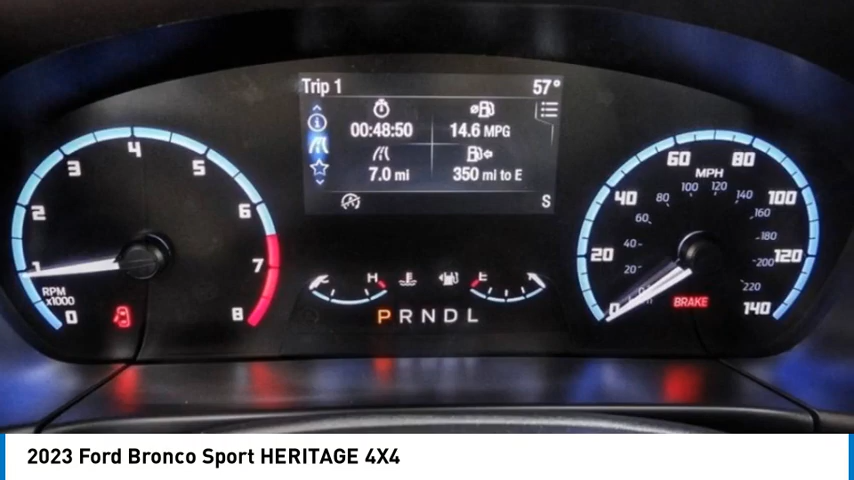 Trip 1 57°
00:48:50 14.6 MPG
7.0 mi 350 mi to E
S
0 1 2 3 4 5 6 7 8
RPM
x1000
H E
P R N D L
0 20 40 60 80 100 120 140
MPH
20 40 60 80 100 120 140 160 180 200 220
BRAKE
2023 Ford Bronco Sport HERITAGE 4X4